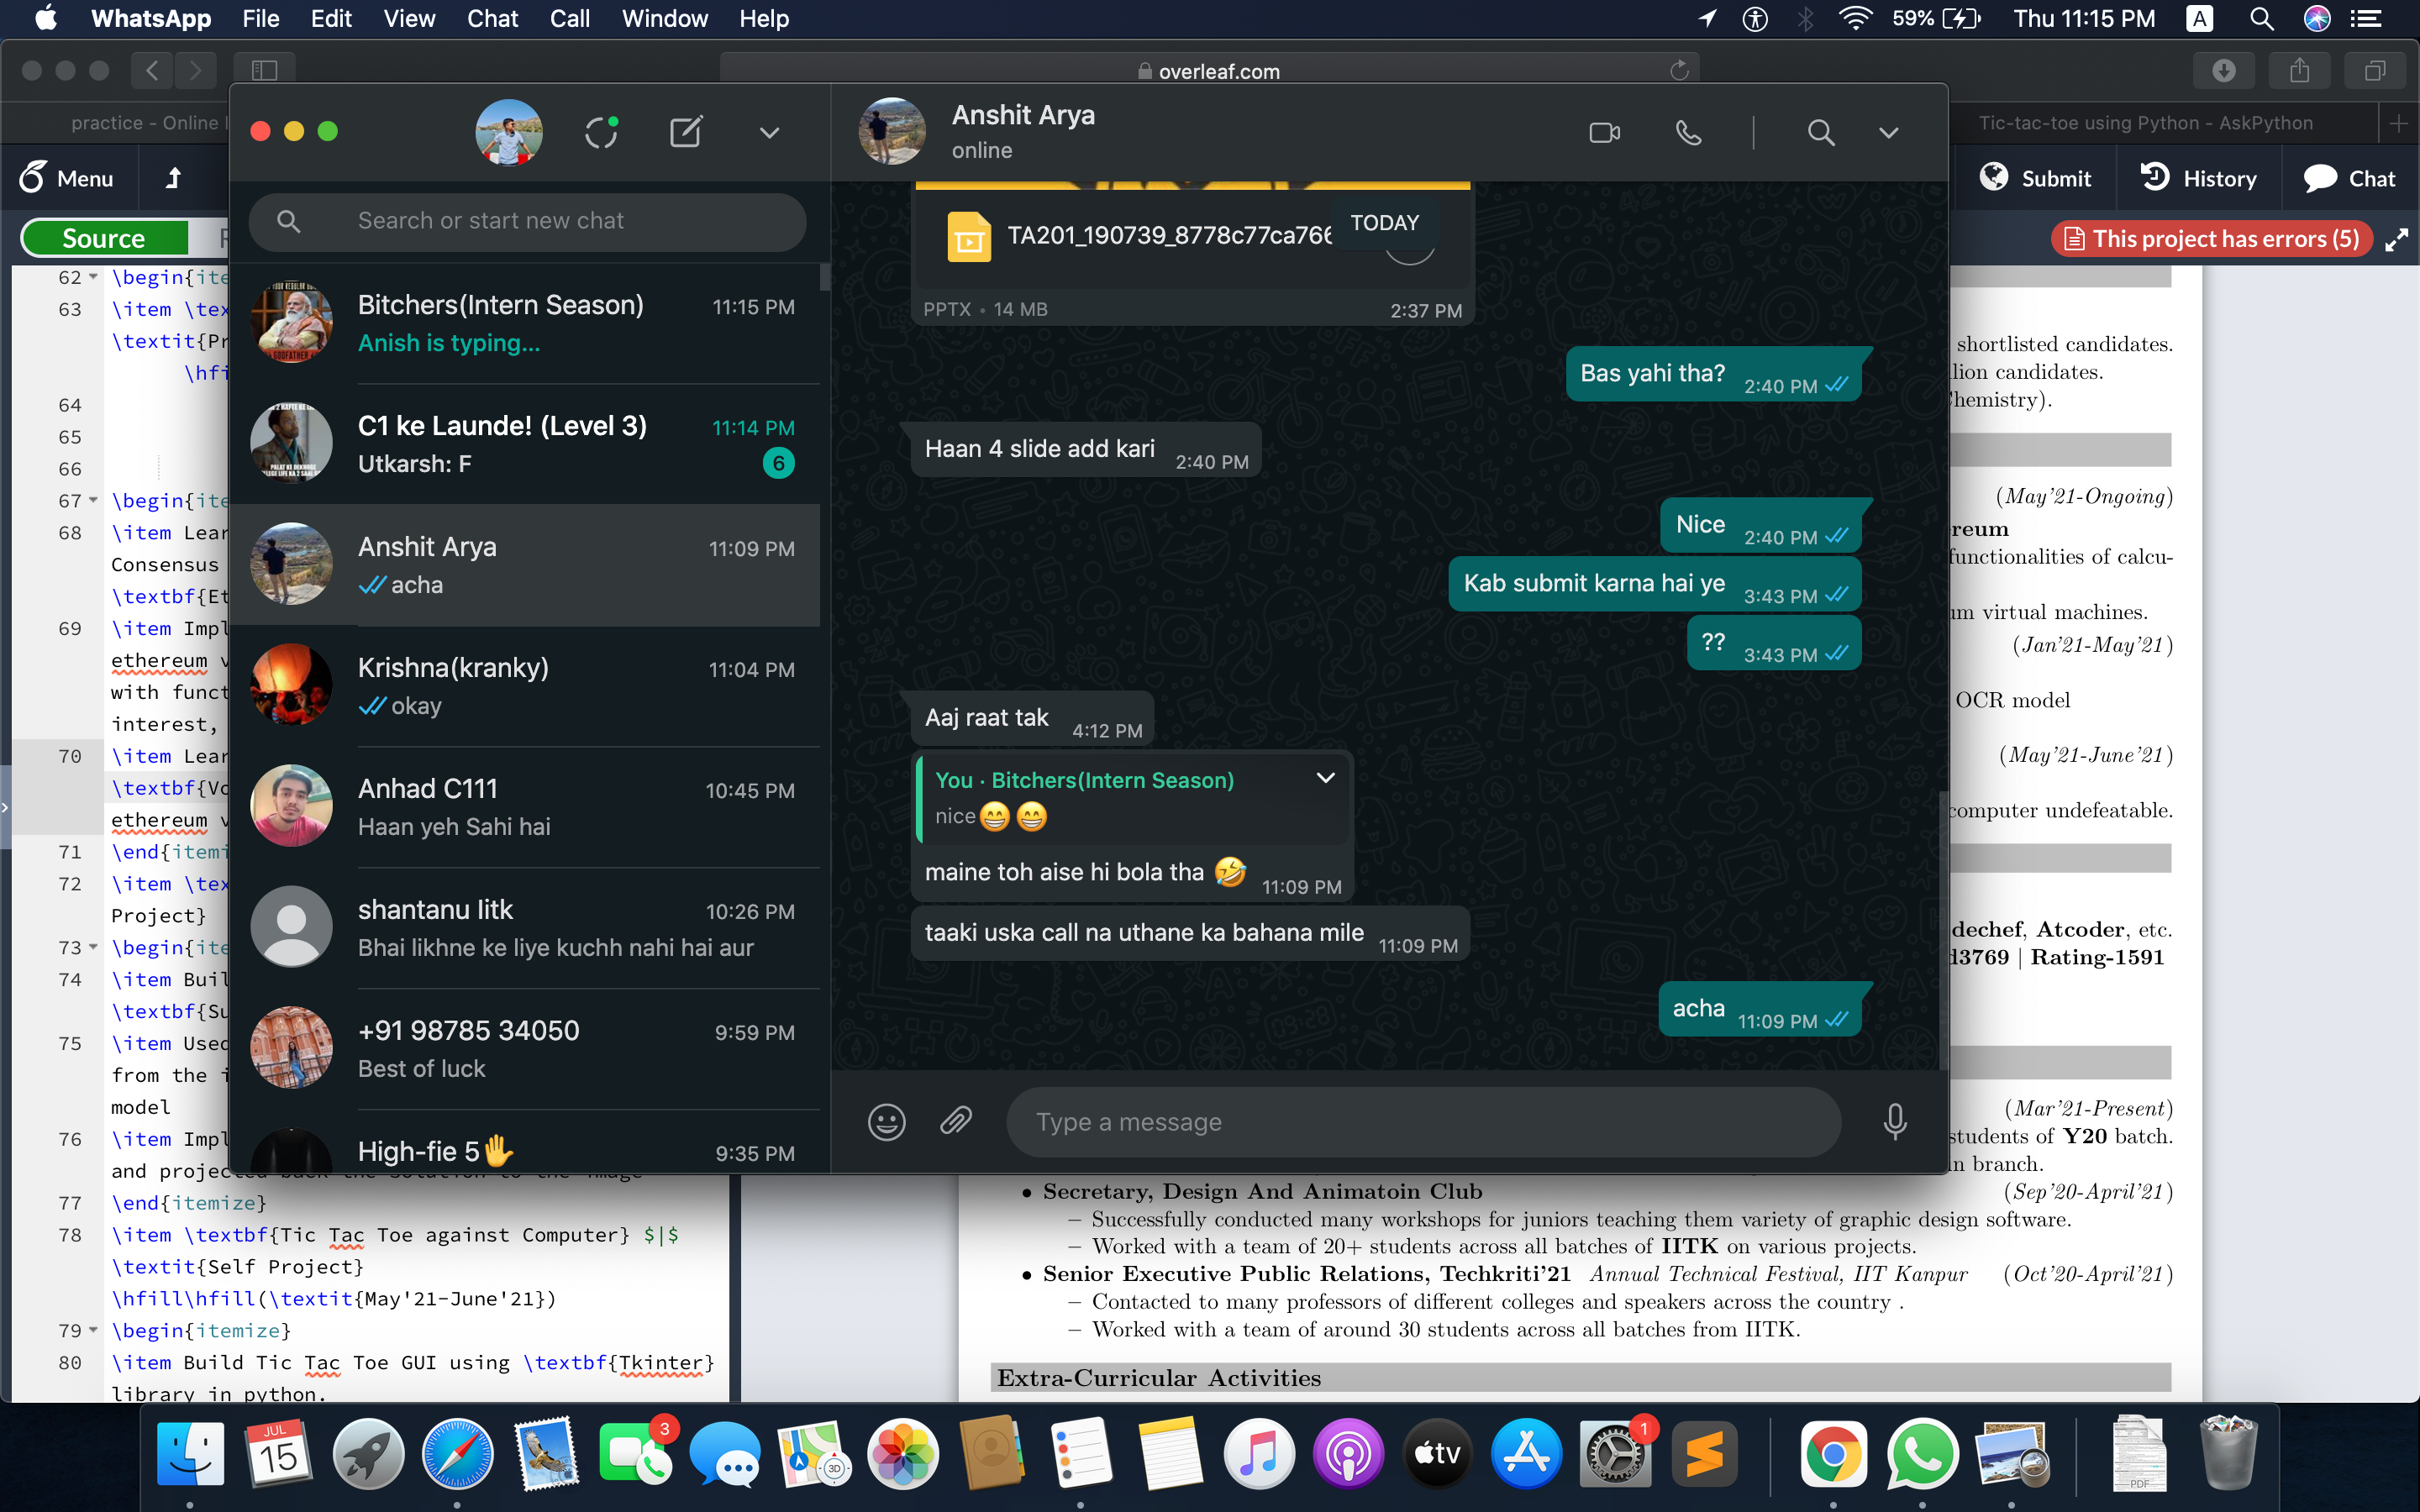 WhatsApp File Edit View Chat Call Window Help 59% Thu 11:15 PM A
overleaf.com
practice - Online
Tic-tac-toe using Python - AskPython
Menu
Submit History Chat
Source
This project has errors (5)
62 \begin{ite
63 \item \tex
\textit{Pr
\hfi
64
65
66
67 \begin{ite
68 \item Lear
Consensus
\textbf{Et
69 \item Impl
ethereum v
with funct
interest,
70 \item Lear
\textbf{Vo
ethereum v
71 \end{itemi
72 \item \tex
Project}
73 \begin{ite
74 \item Buil
\textbf{Su
75 \item Used
from the i
model
76 \item Impl
and projected back the solution to the image
77 \end{itemize}
78 \item \textbf{Tic Tac Toe against Computer} $|$
\textit{Self Project}
\hfill\hfill(\textit{May'21-June'21})
79 \begin{itemize}
80 \item Build Tic Tac Toe GUI using \textbf{Tkinter}
library in python.
Search or start new chat
Bitchers(Intern Season) 11:15 PM
Anish is typing...
C1 ke Launde! (Level 3) 11:14 PM
Utkarsh: F 6
Anshit Arya 11:09 PM
acha
Krishna(kranky) 11:04 PM
okay
Anhad C111 10:45 PM
Haan yeh Sahi hai
shantanu Iitk 10:26 PM
Bhai likhne ke liye kuchh nahi hai aur
+91 98785 34050 9:59 PM
Best of luck
High-fie 5✋ 9:35 PM
Anshit Arya
online
TODAY
TA201_190739_8778c77ca766
PPTX • 14 MB 2:37 PM
Bas yahi tha? 2:40 PM
Haan 4 slide add kari 2:40 PM
Nice 2:40 PM
Kab submit karna hai ye 3:43 PM
?? 3:43 PM
Aaj raat tak 4:12 PM
You · Bitchers(Intern Season)
nice😁😁
maine toh aise hi bola tha 🤣 11:09 PM
taaki uska call na uthane ka bahana mile 11:09 PM
acha 11:09 PM
Type a message
shortlisted candidates.
lion candidates.
hemistry).
(May'21-Ongoing)
reum
functionalities of calcu-
um virtual machines.
(Jan'21-May'21)
OCR model
(May'21-June'21)
computer undefeatable.
dechef, Atcoder, etc.
d3769 | Rating-1591
(Mar'21-Present)
students of Y20 batch.
n branch.
• Secretary, Design And Animatoin Club (Sep'20-April'21)
– Successfully conducted many workshops for juniors teaching them variety of graphic design software.
– Worked with a team of 20+ students across all batches of IITK on various projects.
• Senior Executive Public Relations, Techkriti'21 Annual Technical Festival, IIT Kanpur (Oct'20-April'21)
– Contacted to many professors of different colleges and speakers across the country .
– Worked with a team of around 30 students across all batches from IITK.
Extra-Curricular Activities
JUL
15
3
3D
tv
1
PDF